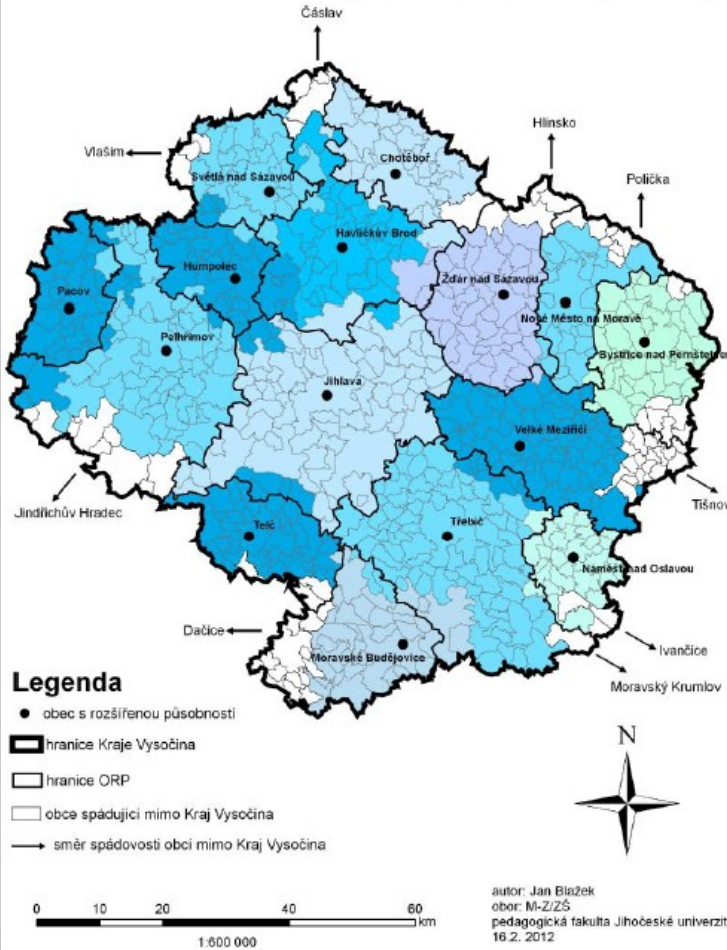 Čáslav
Hlinsko
Vlašim
Chotěboř
Polička
Světlá nad Sázavou
Havlíčkův Brod
Humpolec
Žďár nad Sázavou
Pacov
Nové Město na Moravě
Pelhřimov
Bystřice nad Pernštejnem
Jihlava
Velké Meziříčí
Tišnov
Jindřichův Hradec
Telč
Třebíč
Náměšť nad Oslavou
Dačice
Moravské Budějovice
Ivančice
Moravský Krumlov
Legenda
obec s rozšířenou působností
hranice Kraje Vysočina
hranice ORP
obce spádující mimo Kraj Vysočina
směr spádovosti obcí mimo Kraj Vysočina
N
0 10 20 40 60
km
1:600 000
autor: Jan Blažek
obor: M-Z/ZŠ
pedagogická fakulta Jihočeské univerzit
16.2. 2012